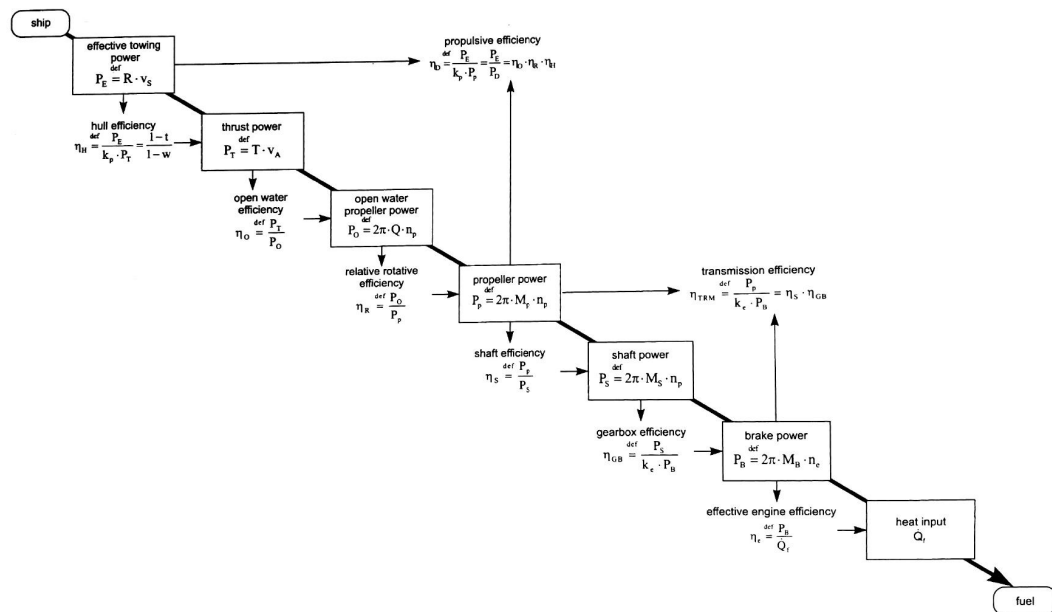 ship
effective towing
power
P_E =def R · v_S
propulsive efficiency
η_D =def P_E / (k_p · P_p) = P_E / P_D = η_O · η_R · η_H
hull efficiency
η_H =def P_E / (k_p · P_T) = (1−t) / (1−w)
thrust power
P_T =def T · v_A
open water
efficiency
η_O =def P_T / P_O
open water
propeller power
P_O =def 2π · Q · n_p
relative rotative
efficiency
η_R =def P_O / P_p
propeller power
P_p =def 2π · M_p · n_p
transmission efficiency
η_TRM =def P_p / (k_e · P_B) = η_S · η_GB
shaft efficiency
η_S =def P_p / P_S
shaft power
P_S =def 2π · M_S · n_p
gearbox efficiency
η_GB =def P_S / (k_e · P_B)
brake power
P_B =def 2π · M_B · n_e
effective engine efficiency
η_e =def P_B / Q̇_f
heat input
Q̇_f
fuel